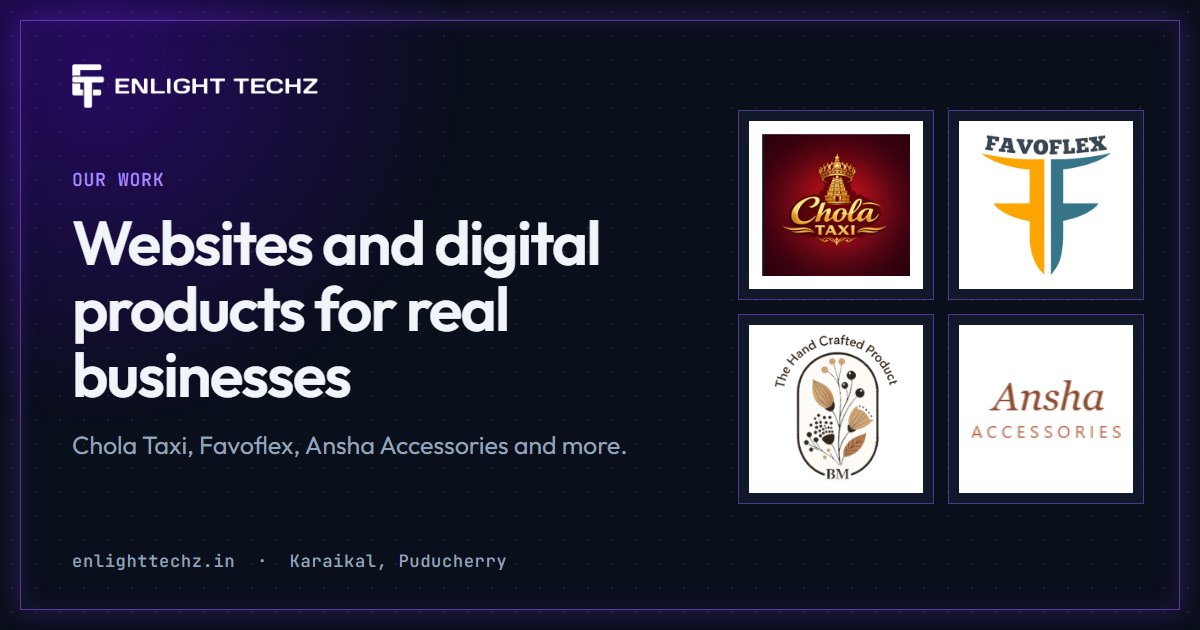 ENLIGHT TECHZ
OUR WORK
Websites and digital
products for real
businesses
Chola Taxi, Favoflex, Ansha Accessories and more.
enlighttechz.in · Karaikal, Puducherry
Chola
TAXI
FAVOFLEX
The Hand Crafted Product
BM
Ansha
ACCESSORIES